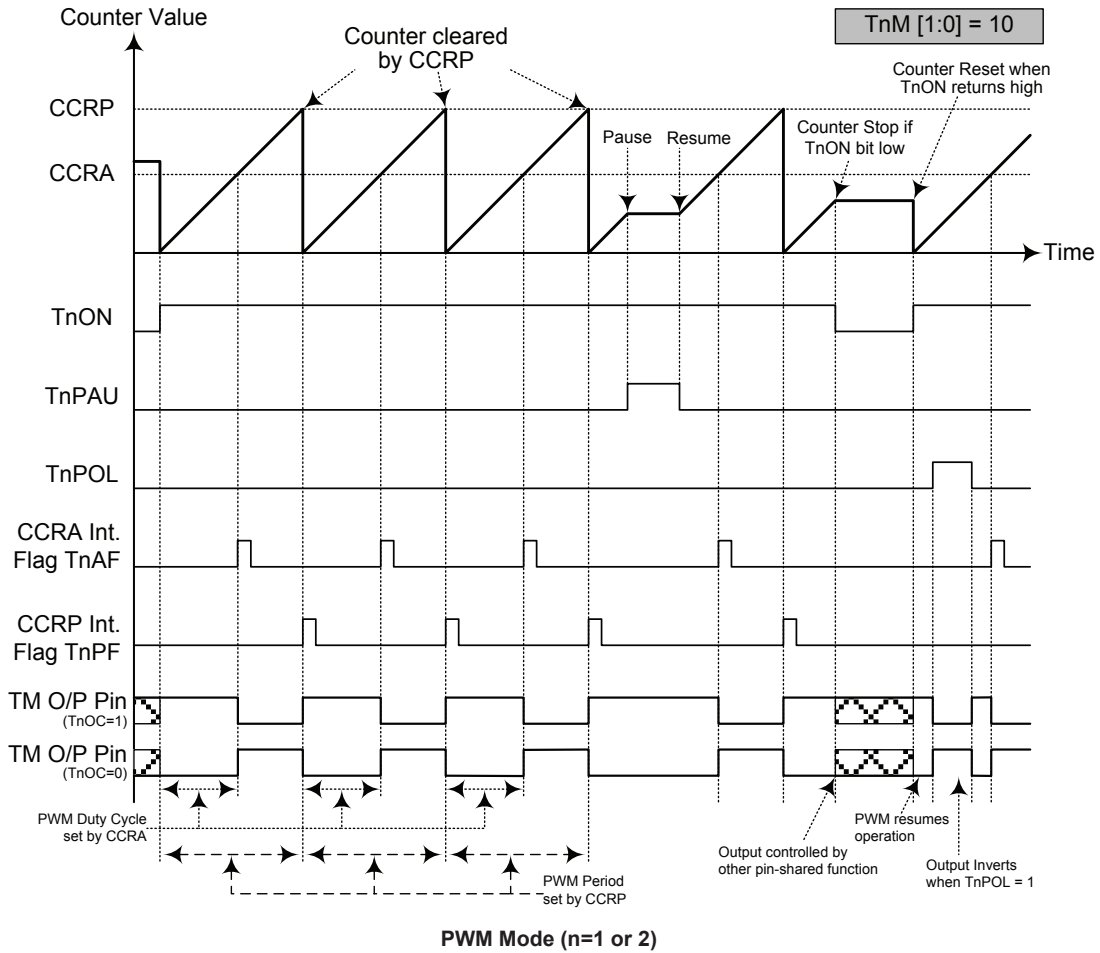 Counter Value
TnM [1:0] = 10
Counter cleared
by CCRP
Counter Reset when
TnON returns high
CCRP
Pause
Resume
Counter Stop if
TnON bit low
CCRA
Time
TnON
TnPAU
TnPOL
CCRA Int.
Flag TnAF
CCRP Int.
Flag TnPF
TM O/P Pin
(TnOC=1)
TM O/P Pin
(TnOC=0)
PWM Duty Cycle
set by CCRA
PWM resumes
operation
Output controlled by
other pin-shared function
Output Inverts
when TnPOL = 1
PWM Period
set by CCRP
PWM Mode (n=1 or 2)